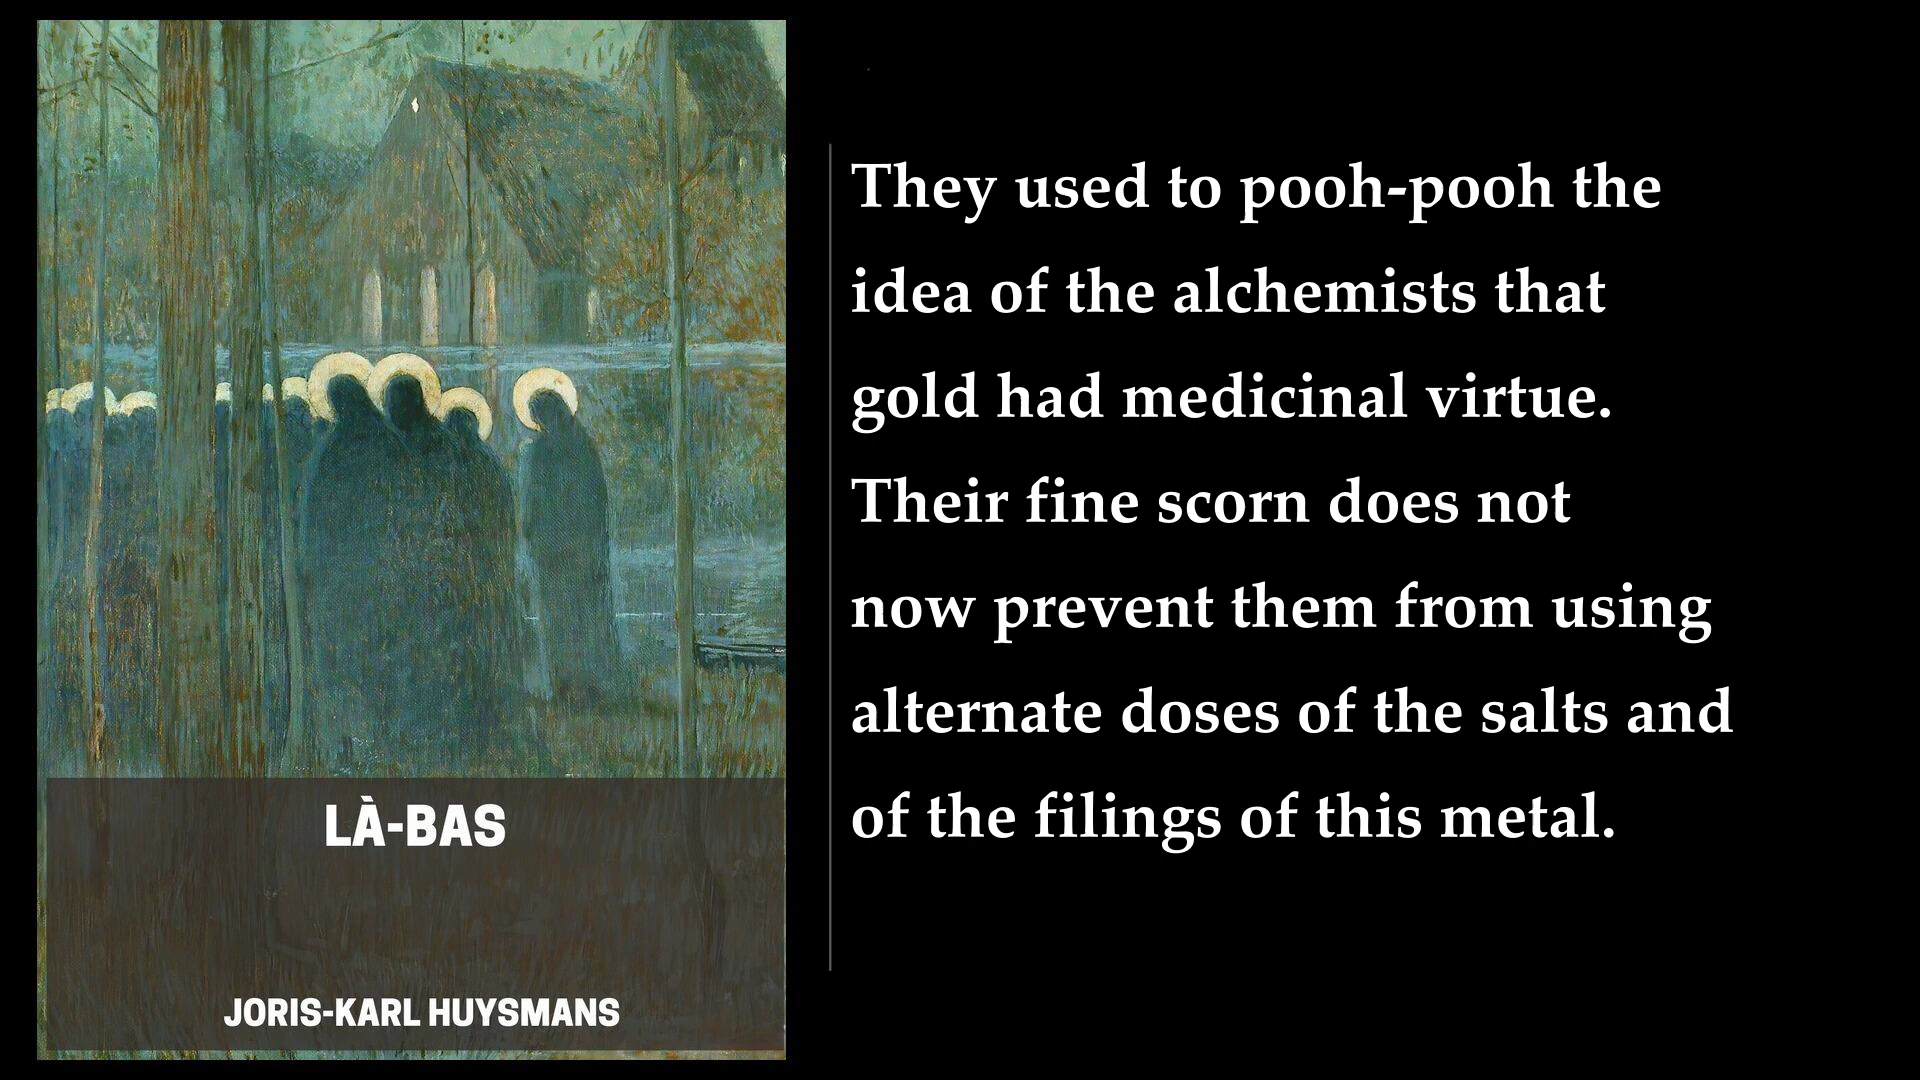 LÀ-BAS
JORIS-KARL HUYSMANS
They used to pooh-pooh the
idea of the alchemists that
gold had medicinal virtue.
Their fine scorn does not
now prevent them from using
alternate doses of the salts and
of the filings of this metal.